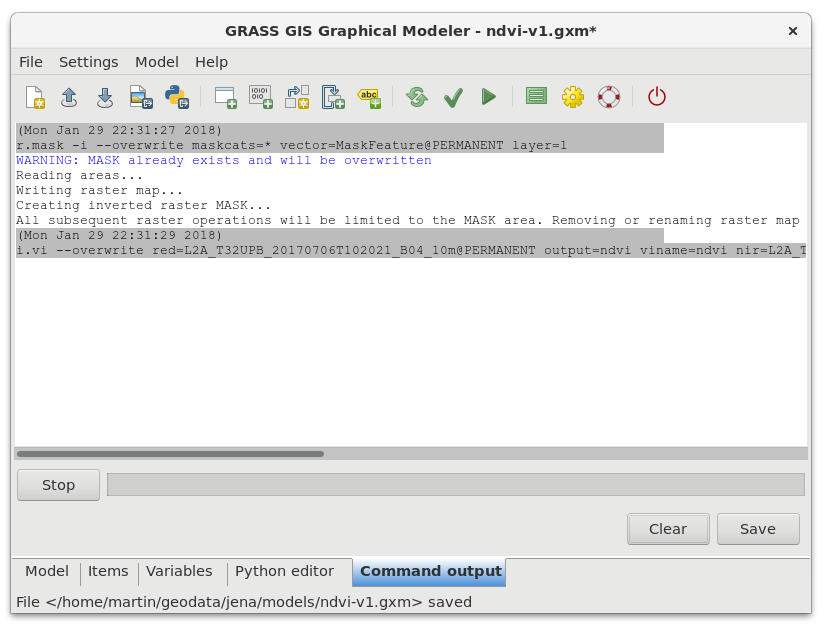 GRASS GIS Graphical Modeler - ndvi-v1.gxm*
File Settings Model Help
abc
(Mon Jan 29 22:31:27 2018)
r.mask -i --overwrite maskcats=* vector=MaskFeature@PERMANENT layer=1
WARNING: MASK already exists and will be overwritten
Reading areas...
Writing raster map...
Creating inverted raster MASK...
All subsequent raster operations will be limited to the MASK area. Removing or renaming raster map
(Mon Jan 29 22:31:29 2018)
i.vi --overwrite red=L2A_T32UPB_20170706T102021_B04_10m@PERMANENT output=ndvi viname=ndvi nir=L2A_T
Stop
Clear Save
Model Items Variables Python editor Command output
File </home/martin/geodata/jena/models/ndvi-v1.gxm> saved